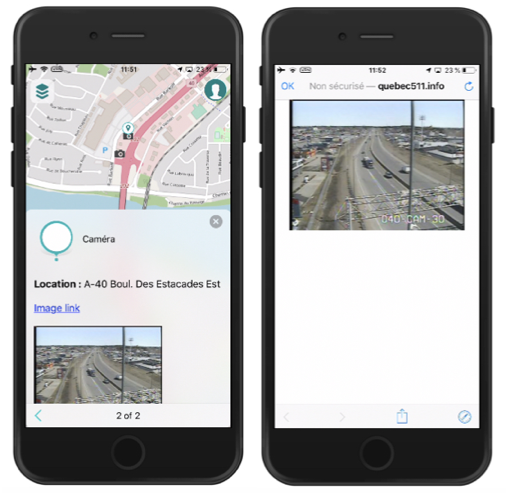 11:51
23 %
P
Caméra
Location : A-40 Boul. Des Estacades Est
Image link
2 of 2
11:52
23 %
OK
Non sécurisé — quebec511.info
040 CAM-30